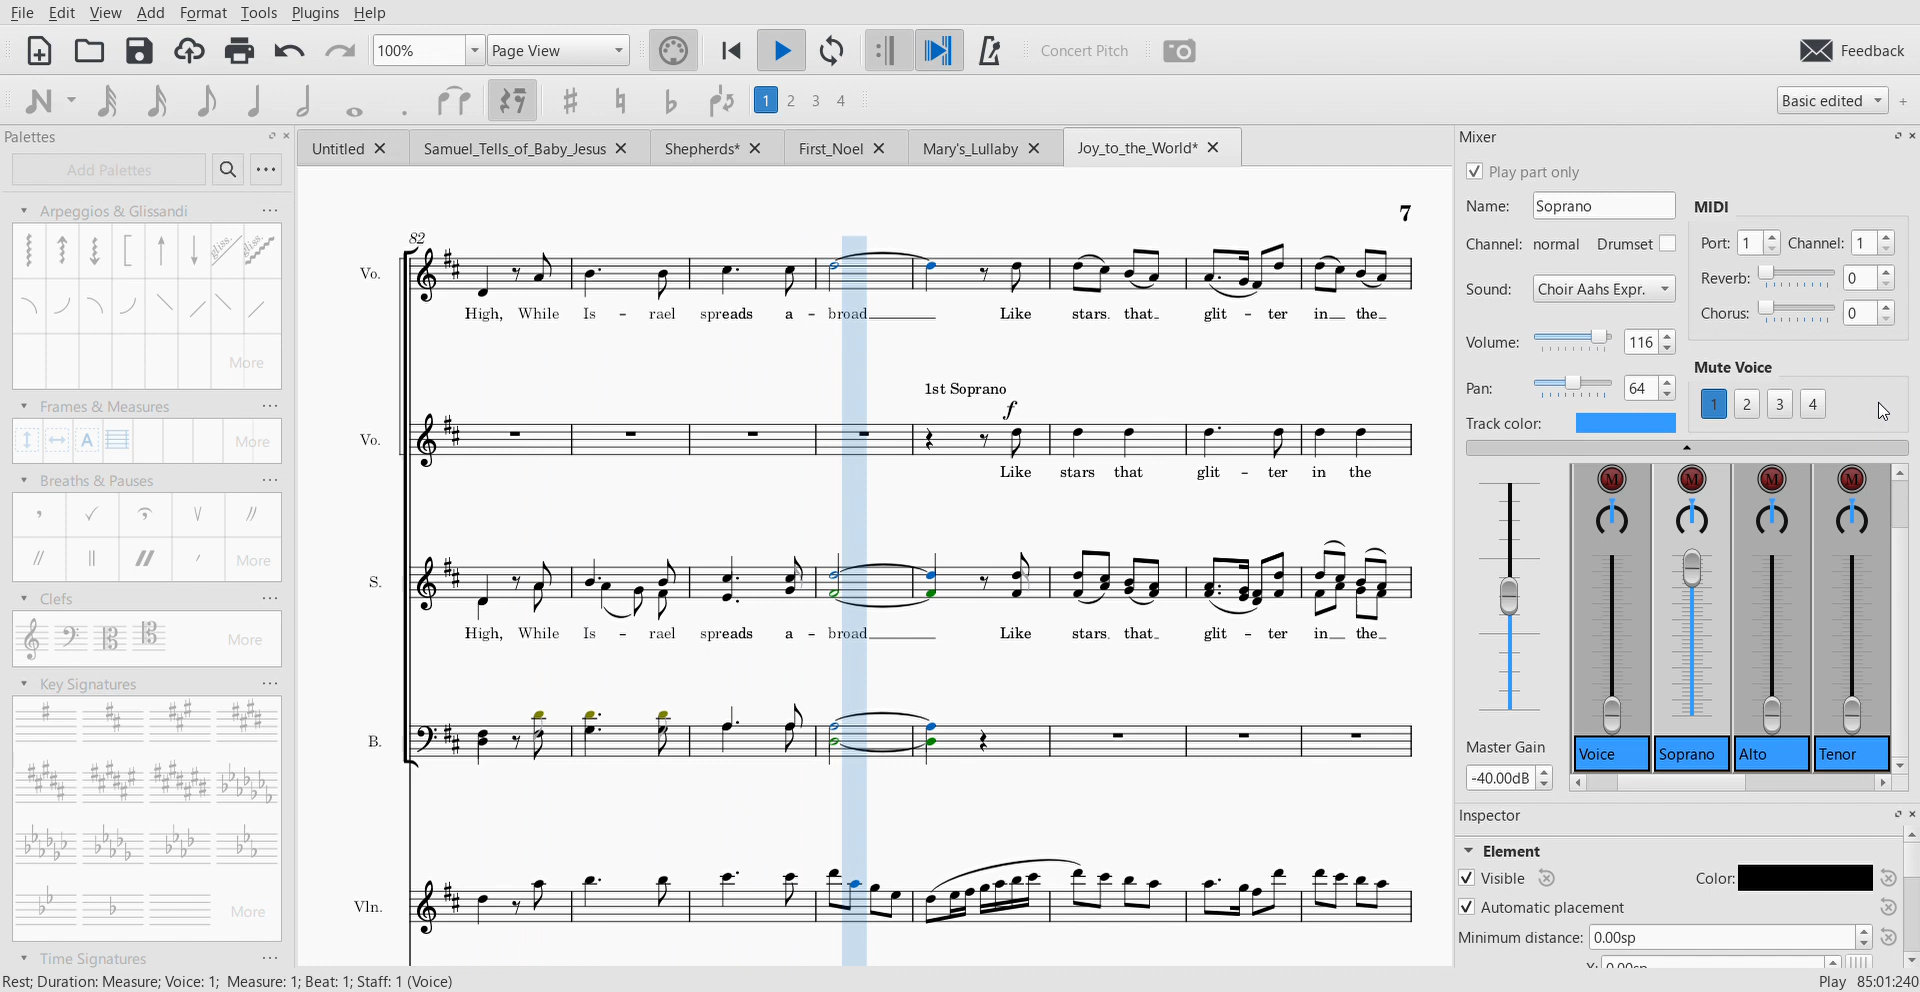 File Edit View Add Format Tools Plugins Help
100% Page View Concert Pitch Feedback
1 2 3 4 Basic edited +
Palettes
Untitled Samuel_Tells_of_Baby_Jesus Shepherds* First_Noel Mary's_Lullaby Joy_to_the_World*
Mixer
Add Palettes
Play part only
Arpeggios & Glissandi
gliss. gliss.
More
Frames & Measures
A More
Breaths & Pauses
More
Clefs
More
Key Signatures
More
Time Signatures
7
82
Vo.
High, While Is - rael spreads a - broad Like stars that glit - ter in the
1st Soprano
f
Vo.
Like stars that glit - ter in the
S.
High, While Is - rael spreads a - broad Like stars that glit - ter in the
B.
Vln.
Name: Soprano
MIDI
Channel: normal Drumset
Port: 1 Channel: 1
Sound: Choir Aahs Expr.
Reverb: 0
Chorus: 0
Volume: 116
Mute Voice
Pan: 64
1 2 3 4
Track color:
M M M M
Master Gain
-40.00dB
Voice Soprano Alto Tenor
Inspector
Element
Visible Color:
Automatic placement
Minimum distance: 0.00sp
Rest; Duration: Measure; Voice: 1; Measure: 1; Beat: 1; Staff: 1 (Voice) Play 85:01:240